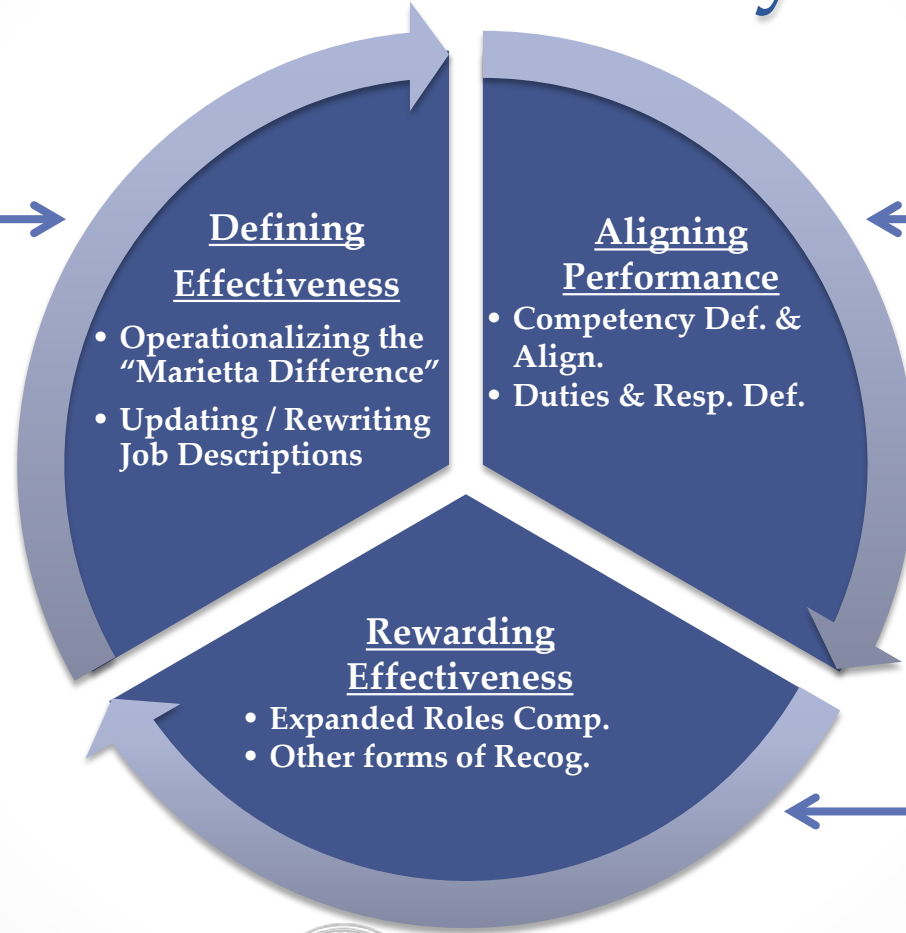 Defining
Effectiveness
• Operationalizing the
“Marietta Difference”
• Updating / Rewriting
Job Descriptions
Aligning
Performance
• Competency Def. &
Align.
• Duties & Resp. Def.
Rewarding
Effectiveness
• Expanded Roles Comp.
• Other forms of Recog.